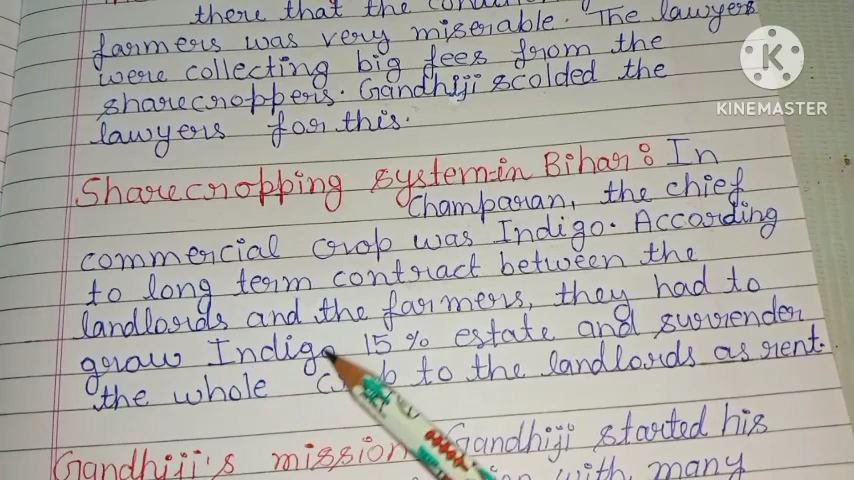 there that the
farmers was very miserable. The lawyers
were collecting big fees from the
sharecroppers. Gandhiji scolded the
lawyers for this.
Sharecropping system in Bihar: In
Champaran, the chief
commercial crop was Indigo. According
to long term contract between the
landlords and the farmers, they had to
grow Indigo 15% estate and surrender
the whole to the landlords as rent.
Gandhiji's mission Gandhiji started his
with many
KINEMASTER